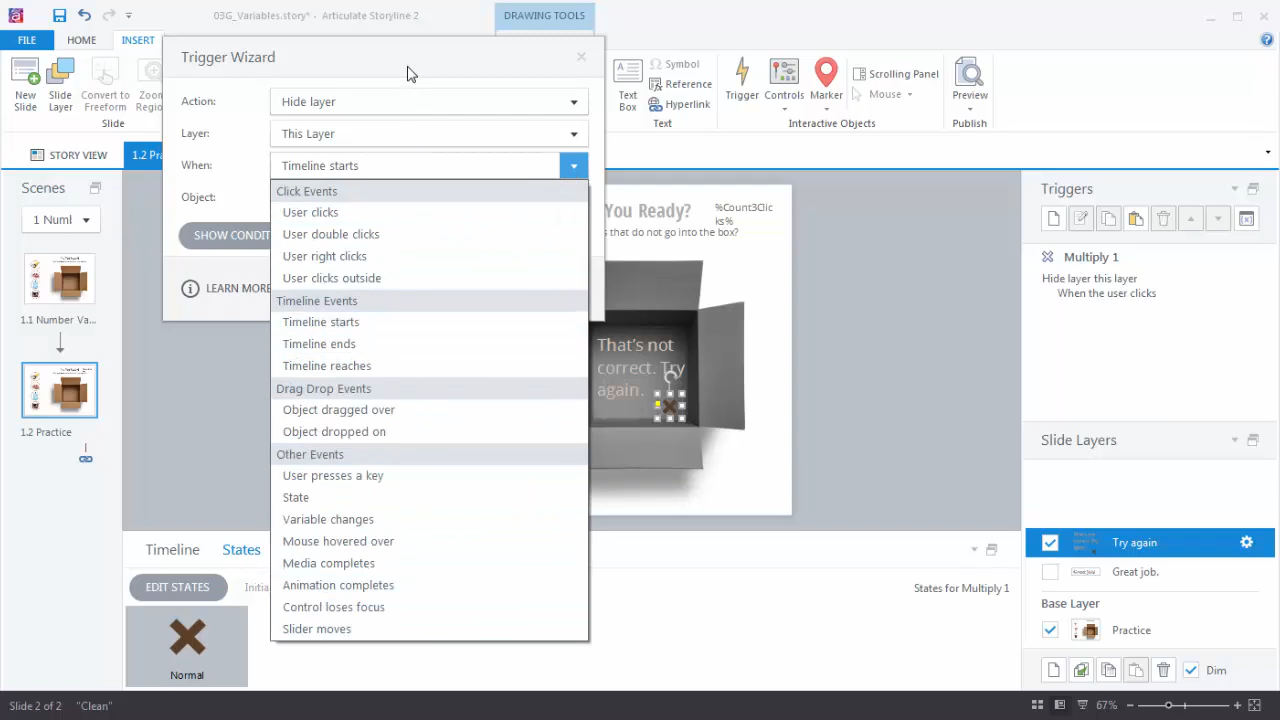 03G_Variables.story* - Articulate Storyline 2
DRAWING TOOLS
FILE
HOME
INSERT
New Slide
Slide Layer
Convert to Freeform
Zoom Regi
Slide
Text Box
Symbol
Reference
Hyperlink
Text
Trigger
Controls
Marker
Scrolling Panel
Mouse
Interactive Objects
Preview
Publish
STORY VIEW
1.2 Pra
Trigger Wizard
Action:
Hide layer
Layer:
This Layer
When:
Timeline starts
Object:
SHOW CONDIT
LEARN MORE
Click Events
User clicks
User double clicks
User right clicks
User clicks outside
Timeline Events
Timeline starts
Timeline ends
Timeline reaches
Drag Drop Events
Object dragged over
Object dropped on
Other Events
User presses a key
State
Variable changes
Mouse hovered over
Media completes
Animation completes
Control loses focus
Slider moves
Scenes
1 Numl
1.1 Number Va...
1.2 Practice
You Ready?
%Count3Clic
ks%
s that do not go into the box?
That's not
correct. Try
again.
Timeline
States
EDIT STATES
Initia
States for Multiply 1
Normal
Triggers
Multiply 1
Hide layer this layer
When the user clicks
Slide Layers
Try again
Great job.
Base Layer
Practice
Dim
Slide 2 of 2
"Clean"
67%